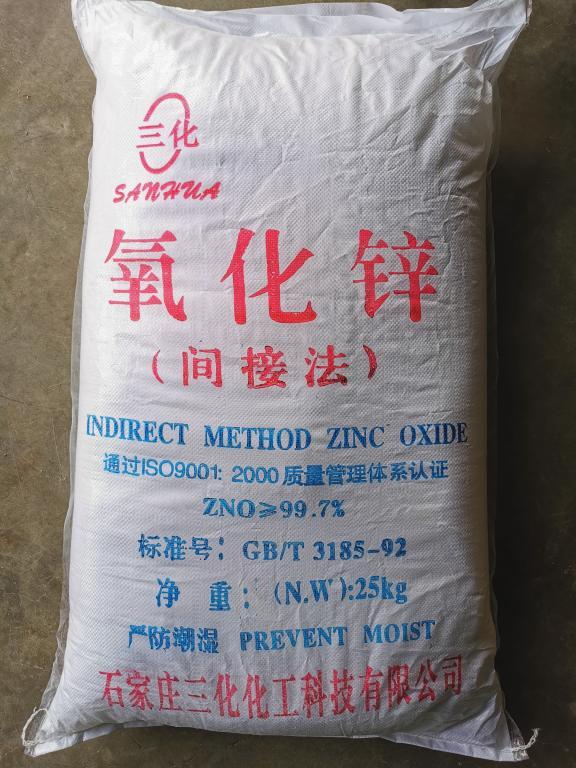 三化
SANHUA
氧化锌
(间接法)
INDIRECT METHOD ZINC OXIDE
通过ISO9001: 2000质量管理体系认证
ZNO≥99.7%
标准号: GB/T 3185-92
净 重: (N.W):25kg
严防潮湿 PREVENT MOIST
石家庄三化化工科技有限公司